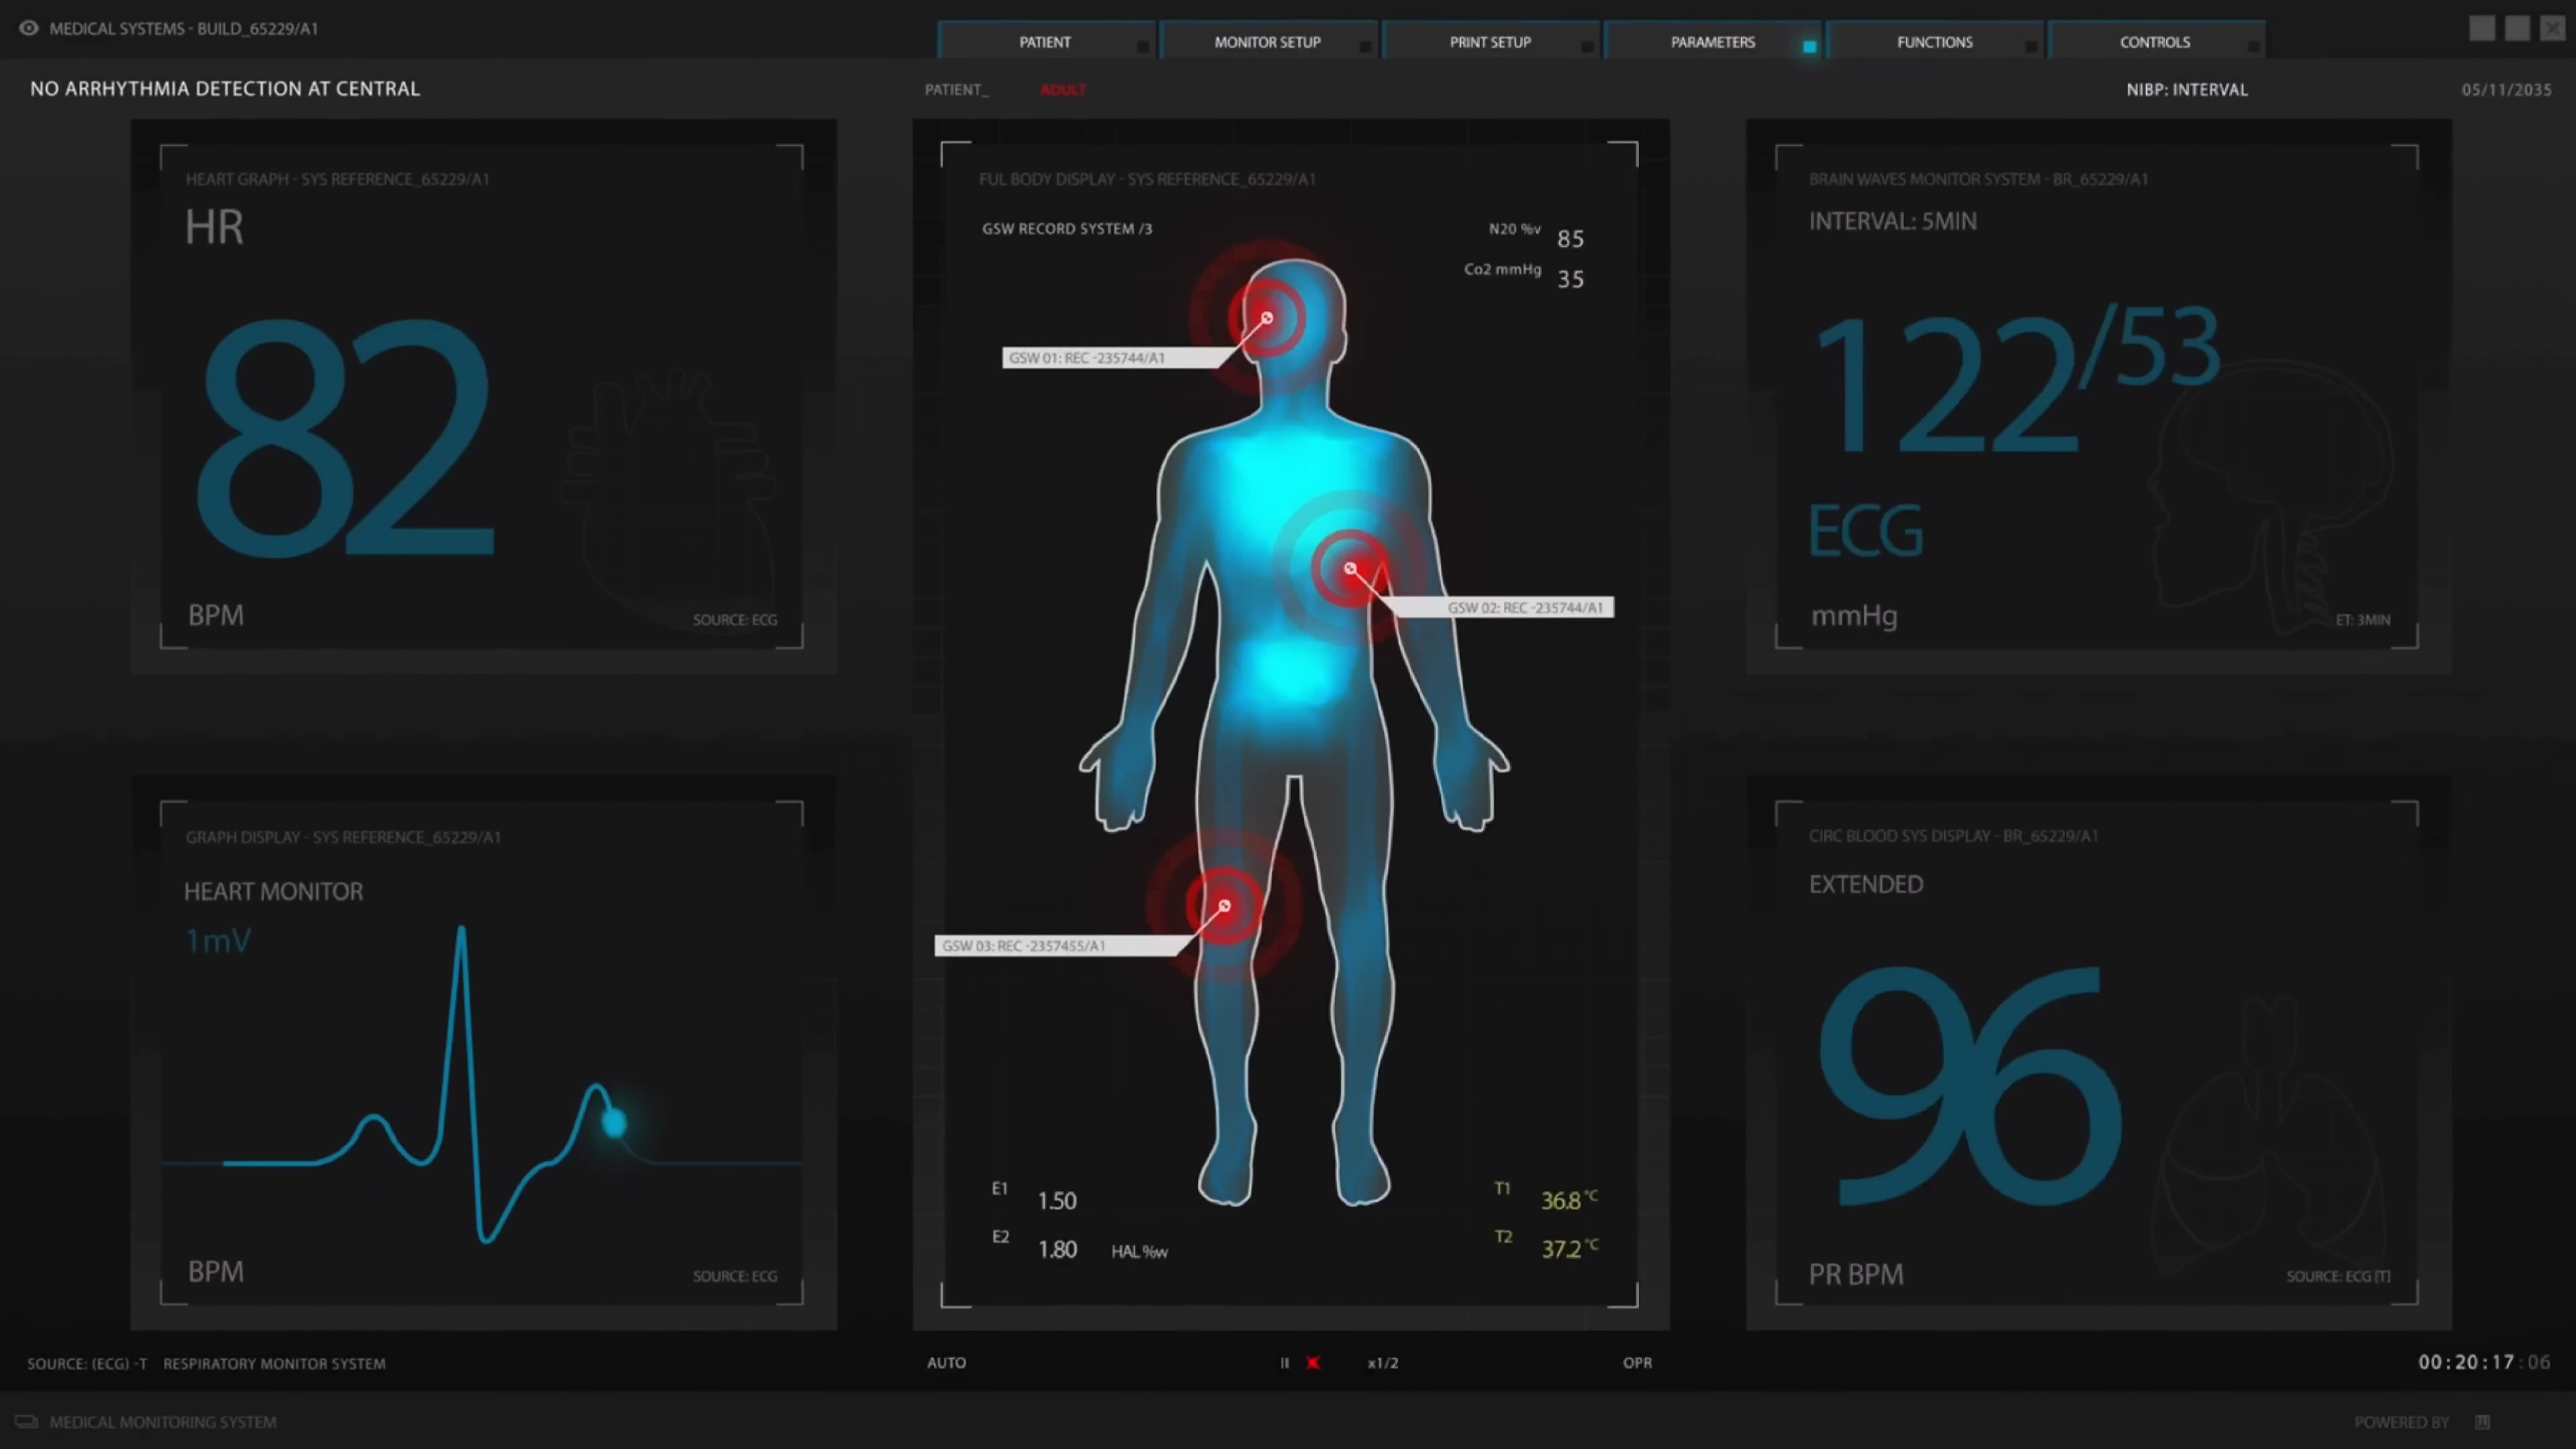 MEDICAL SYSTEMS - BUILD_65229/A1
PATIENT
MONITOR SETUP
PRINT SETUP
PARAMETERS
FUNCTIONS
CONTROLS
NO ARRHYTHMIA DETECTION AT CENTRAL
PATIENT_ ADULT
NIBP: INTERVAL
05/11/2035
HEART GRAPH - SYS REFERENCE_65229/A1
HR
82
BPM
SOURCE: ECG
FUL BODY DISPLAY - SYS REFERENCE_65229/A1
GSW RECORD SYSTEM /3
N20 %v 85
Co2 mmHg 35
GSW 01: REC -235744/A1
GSW 02: REC -235744/A1
GSW 03: REC -2357455/A1
E1 1.50
E2 1.80 HAL %w
T1 36.8 °C
T2 37.2 °C
BRAIN WAVES MONITOR SYSTEM - BR_65229/A1
INTERVAL: 5MIN
122/53
ECG
mmHg
ET: 3MIN
GRAPH DISPLAY - SYS REFERENCE_65229/A1
HEART MONITOR
1mV
BPM
SOURCE: ECG
CIRC BLOOD SYS DISPLAY - BR_65229/A1
EXTENDED
96
PR BPM
SOURCE: ECG [T]
SOURCE: (ECG) -T RESPIRATORY MONITOR SYSTEM
AUTO
II
x1/2
OPR
00:20:17:06
MEDICAL MONITORING SYSTEM
POWERED BY